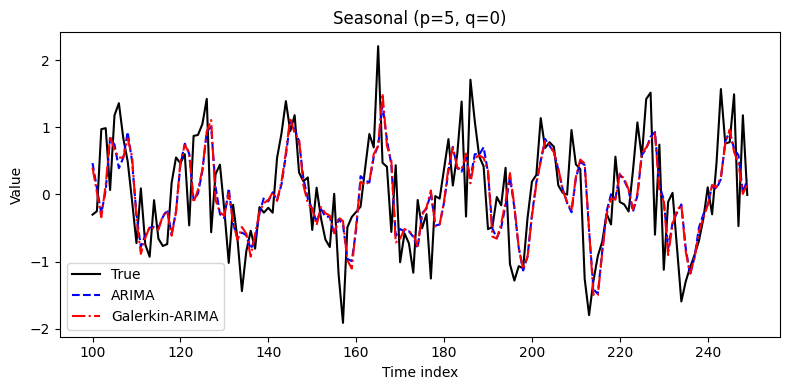 Seasonal (p=5, q=0)
Value
2
1
0
−1
−2
True
ARIMA
Galerkin-ARIMA
100 120 140 160 180 200 220 240
Time index